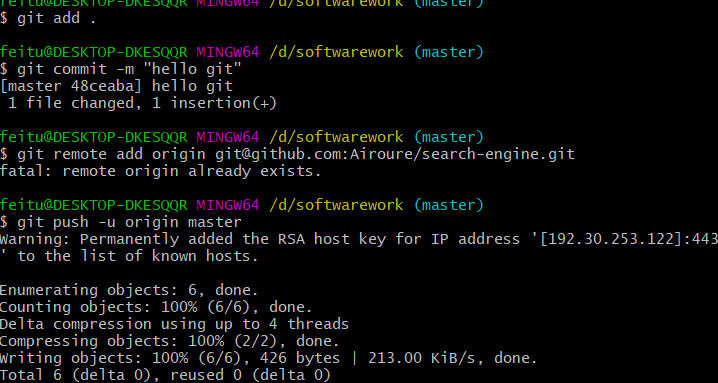 feitu@DESKTOP-DKESQQR MINGW64 /d/softwarework (master)
$ git add .
feitu@DESKTOP-DKESQQR MINGW64 /d/softwarework (master)
$ git commit -m "hello git"
[master 48ceaba] hello git
1 file changed, 1 insertion(+)
feitu@DESKTOP-DKESQQR MINGW64 /d/softwarework (master)
$ git remote add origin git@github.com:Airoure/search-engine.git
fatal: remote origin already exists.
feitu@DESKTOP-DKESQQR MINGW64 /d/softwarework (master)
$ git push -u origin master
Warning: Permanently added the RSA host key for IP address '[192.30.253.122]:443
' to the list of known hosts.
Enumerating objects: 6, done.
Counting objects: 100% (6/6), done.
Delta compression using up to 4 threads
Compressing objects: 100% (2/2), done.
Writing objects: 100% (6/6), 426 bytes | 213.00 KiB/s, done.
Total 6 (delta 0), reused 0 (delta 0)